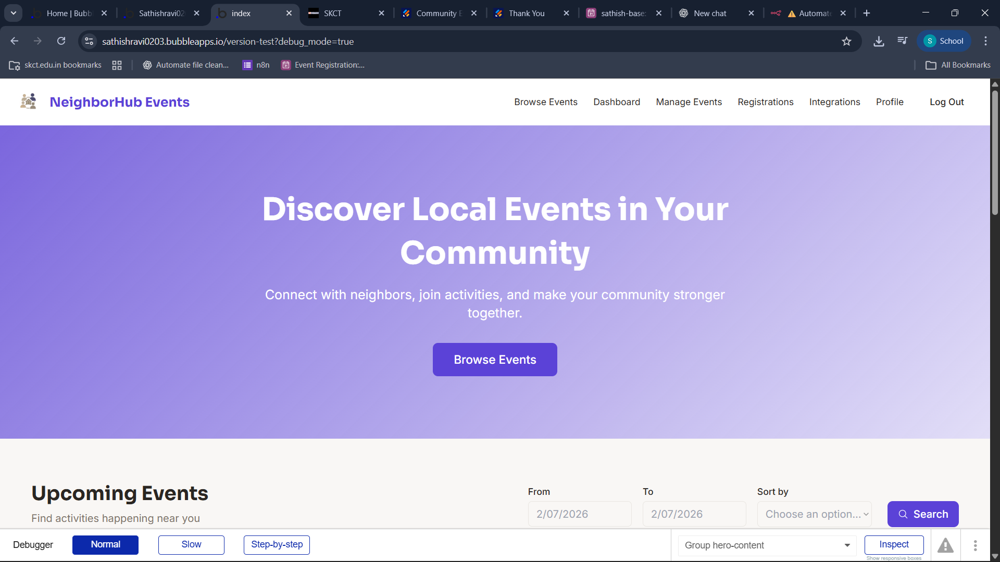 Home | Bubbl
Sathishravi02
index
SKCT
Community E
Thank You
sathish-base:
New chat
Automate
sathishravi0203.bubbleapps.io/version-test?debug_mode=true
S
School
skct.edu.in bookmarks
Automate file clean...
n8n
Event Registration:...
All Bookmarks
NeighborHub Events
Browse Events
Dashboard
Manage Events
Registrations
Integrations
Profile
Log Out
Discover Local Events in Your
Community
Connect with neighbors, join activities, and make your community stronger
together.
Browse Events
Upcoming Events
Find activities happening near you
From
To
Sort by
2/07/2026
2/07/2026
Choose an option...
Search
Debugger
Normal
Slow
Step-by-step
Group hero-content
Inspect
Show responsive boxes